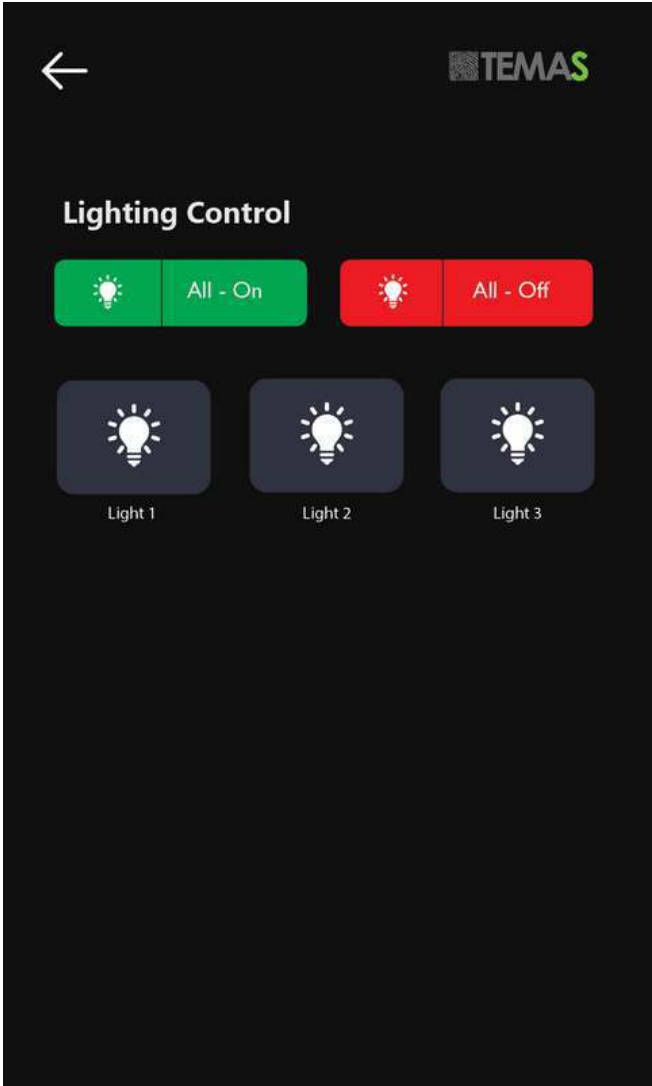 TEMAS
Lighting Control
All - On
All - Off
Light 1
Light 2
Light 3